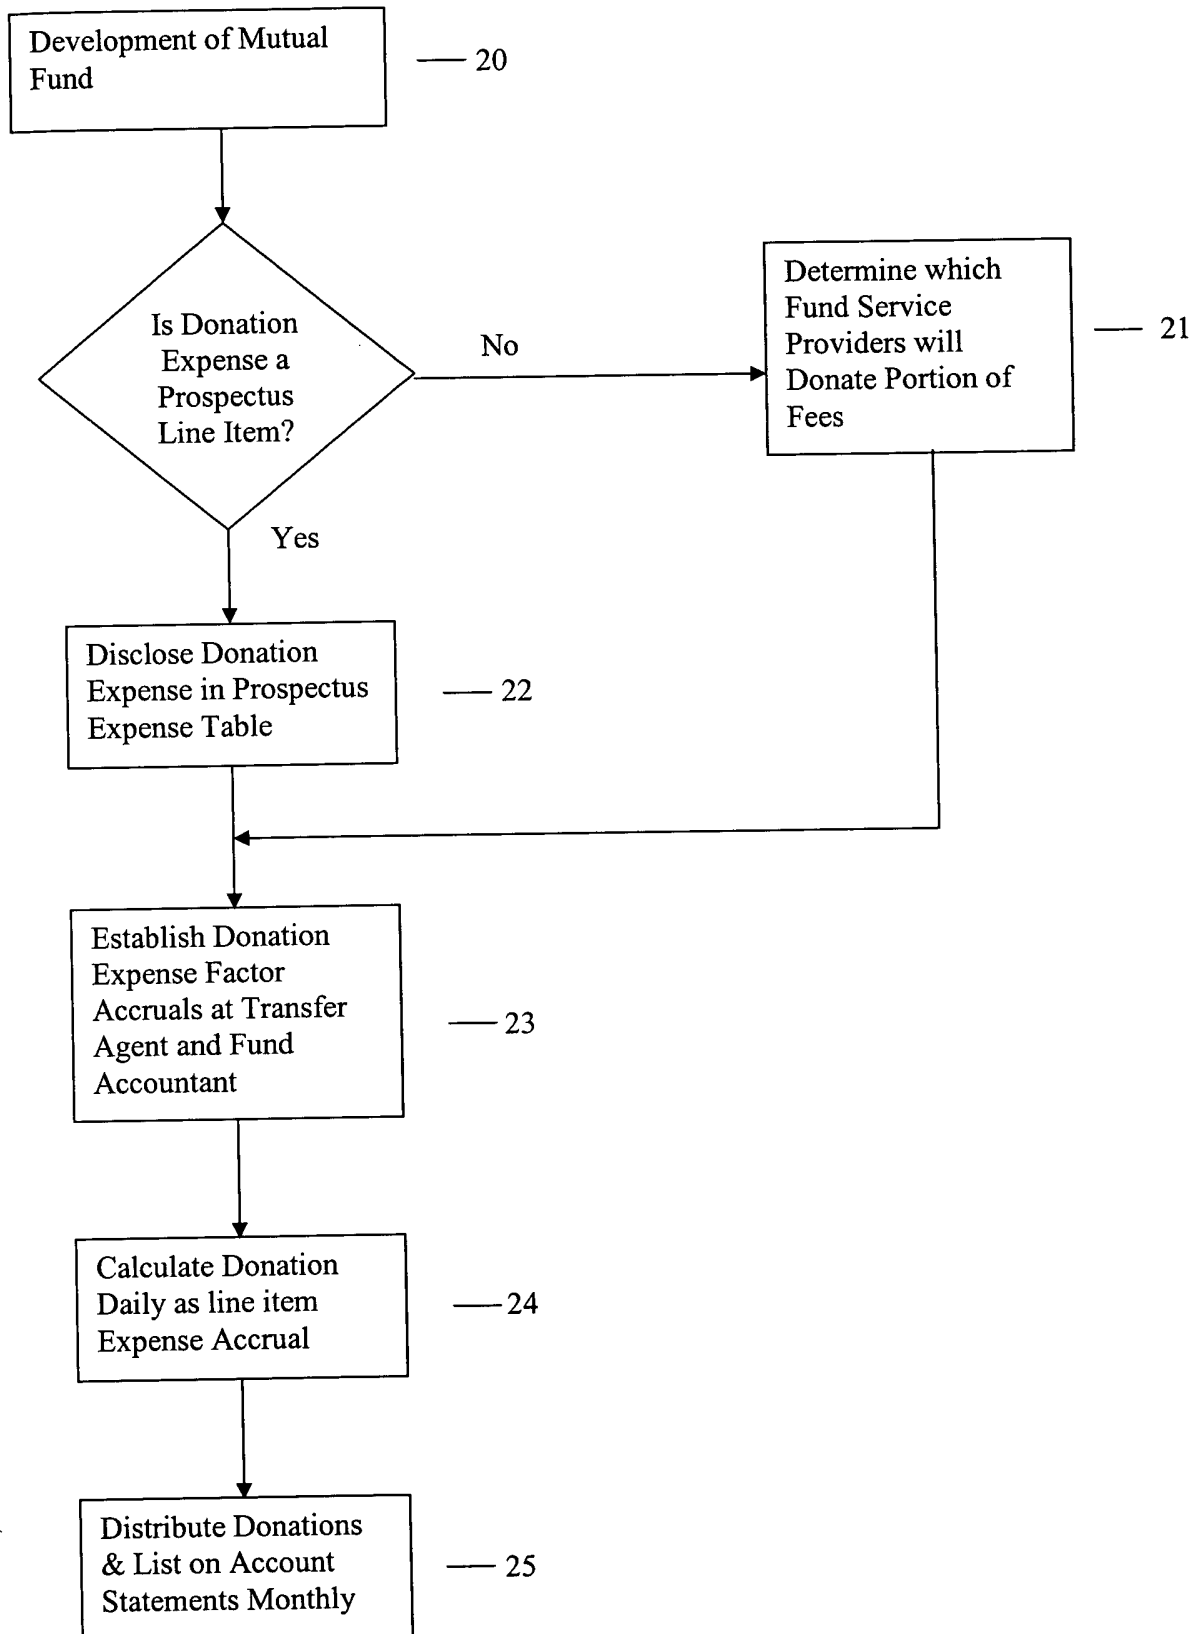 Development of Mutual
Fund
20
Is Donation
Expense a
Prospectus
Line Item?
No
Determine which
Fund Service
Providers will
Donate Portion of
Fees
21
Yes
Disclose Donation
Expense in Prospectus
Expense Table
22
Establish Donation
Expense Factor
Accruals at Transfer
Agent and Fund
Accountant
23
Calculate Donation
Daily as line item
Expense Accrual
24
Distribute Donations
& List on Account
Statements Monthly
25